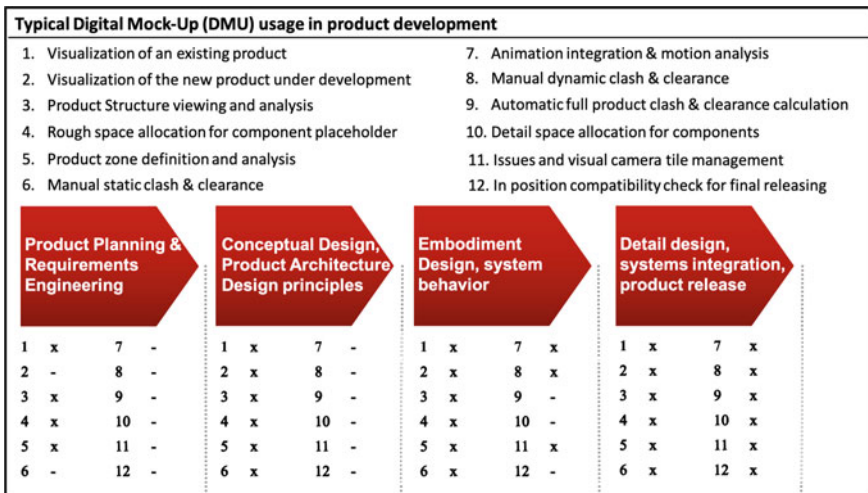 Typical Digital Mock-Up (DMU) usage in product development
1. Visualization of an existing product
2. Visualization of the new product under development
3. Product Structure viewing and analysis
4. Rough space allocation for component placeholder
5. Product zone definition and analysis
6. Manual static clash & clearance
7. Animation integration & motion analysis
8. Manual dynamic clash & clearance
9. Automatic full product clash & clearance calculation
10. Detail space allocation for components
11. Issues and visual camera tile management
12. In position compatibility check for final releasing
Product Planning &
Requirements
Engineering
1 x 7 -
2 - 8 -
3 x 9 -
4 x 10 -
5 x 11 -
6 - 12 -
Conceptual Design,
Product Architecture
Design principles
1 x 7 -
2 x 8 -
3 x 9 -
4 x 10 -
5 x 11 -
6 x 12 -
Embodiment
Design, system
behavior
1 x 7 x
2 x 8 x
3 x 9 -
4 x 10 -
5 x 11 x
6 x 12 -
Detail design,
systems integration,
product release
1 x 7 x
2 x 8 x
3 x 9 x
4 x 10 x
5 x 11 x
6 x 12 x